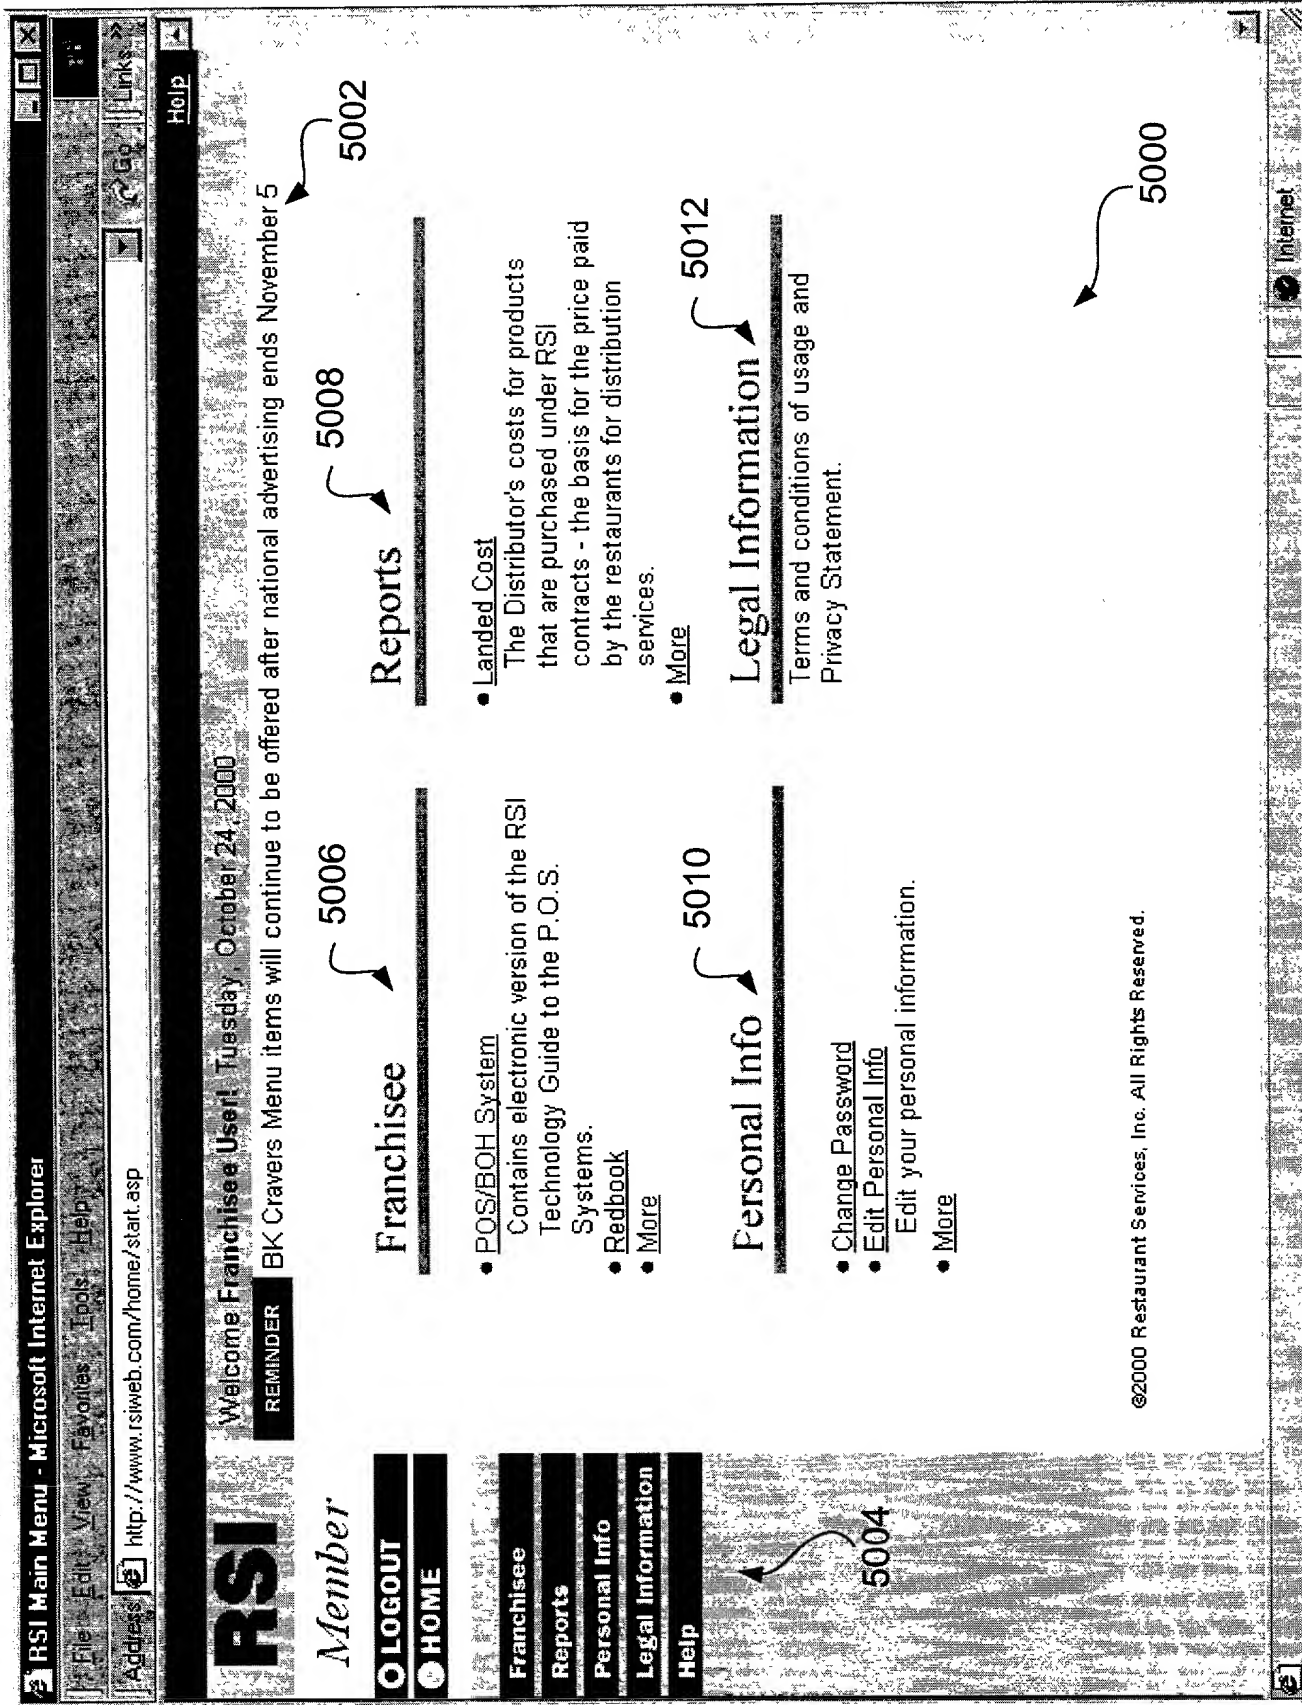 RSI Main Menu - Microsoft Internet Explorer
File Edit View Favorites Tools Help
Address http://www.rsiweb.com/home/start.asp Go Links »
Help
RSI
Welcome Franchisee User! Tuesday, October 24, 2000
REMINDER BK Cravers Menu items will continue to be offered after national advertising ends November 5
5002
Member
LOGOUT
HOME
Franchisee
Reports
Personal Info
Legal Information
Help
5004
Franchisee
5006
• POS/BOH System
Contains electronic version of the RSI
Technology Guide to the P.O.S.
Systems.
• Redbook
• More
Reports
5008
• Landed Cost
The Distributor's costs for products
that are purchased under RSI
contracts - the basis for the price paid
by the restaurants for distribution
services.
• More
Personal Info
5010
• Change Password
• Edit Personal Info
Edit your personal information.
• More
Legal Information
5012
Terms and conditions of usage and
Privacy Statement.
5000
©2000 Restaurant Services, Inc. All Rights Reserved.
Internet